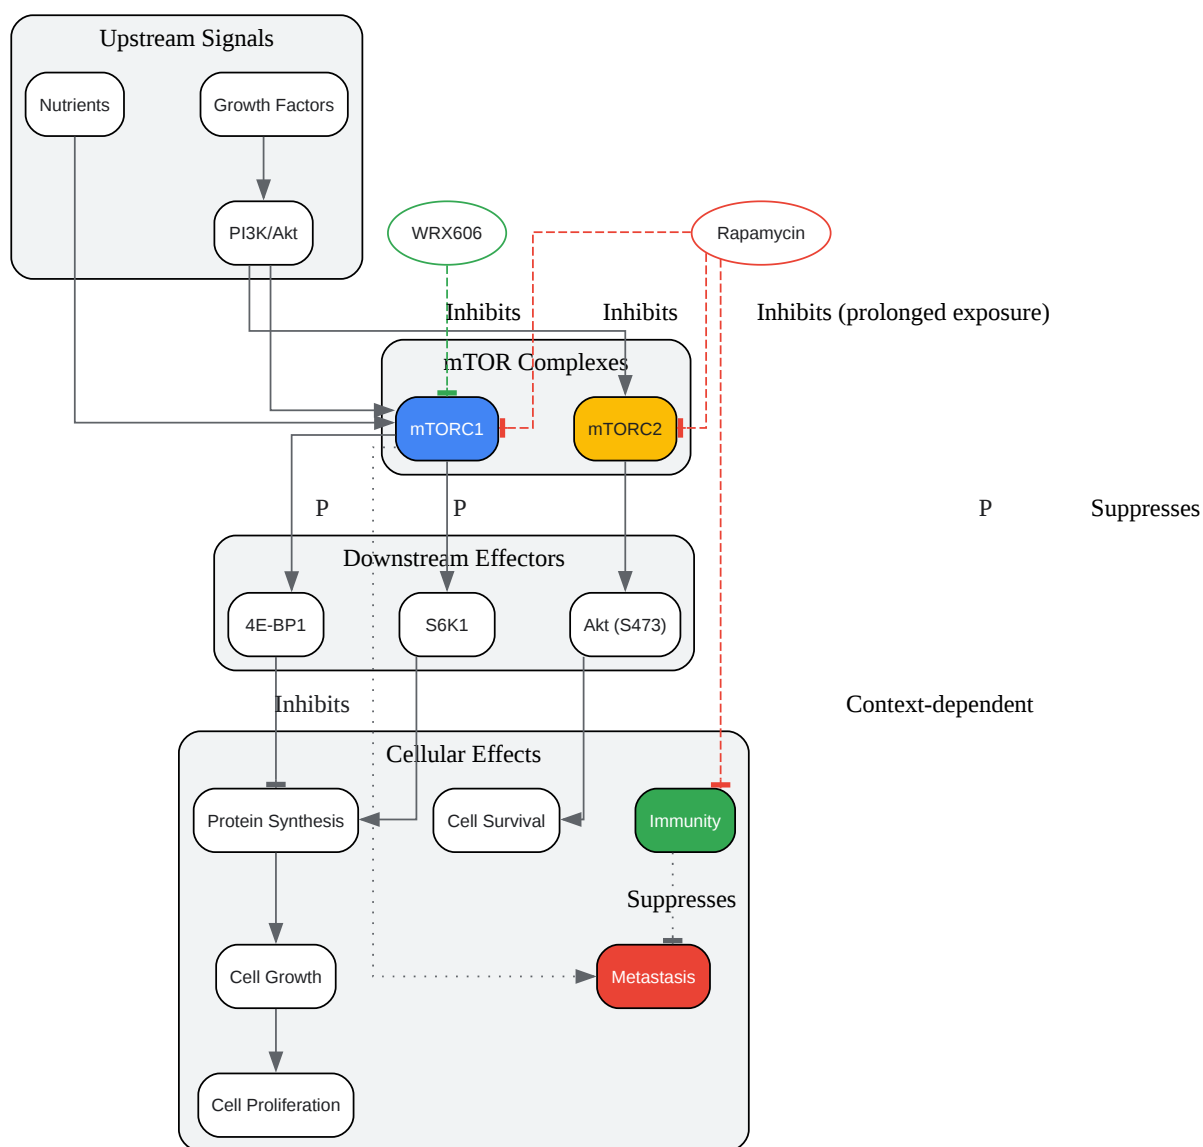 Upstream Signals
Nutrients
Growth Factors
PI3K/Akt
WRX606
Rapamycin
Inhibits
Inhibits
Inhibits (prolonged exposure)
mTOR Complexes
mTORC1
mTORC2
P
P
P
Suppresses
Downstream Effectors
4E-BP1
S6K1
Akt (S473)
Inhibits
Context-dependent
Cellular Effects
Protein Synthesis
Cell Survival
Immunity
Suppresses
Cell Growth
Metastasis
Cell Proliferation